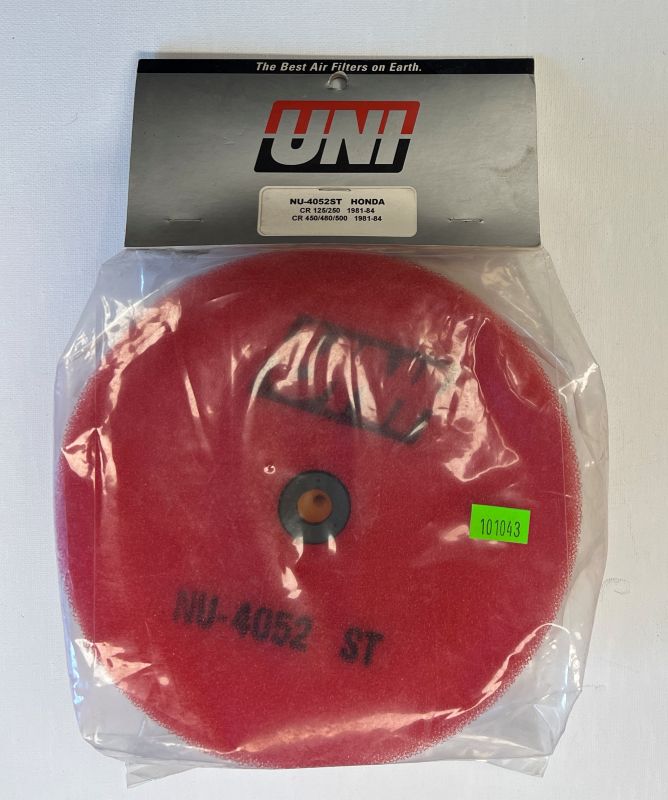 The Best Air Filters on Earth.
UNI
NU-4052ST HONDA
CR 125/250 1981-84
CR 450/480/500 1981-84
UNI
101043
NU-4052 ST